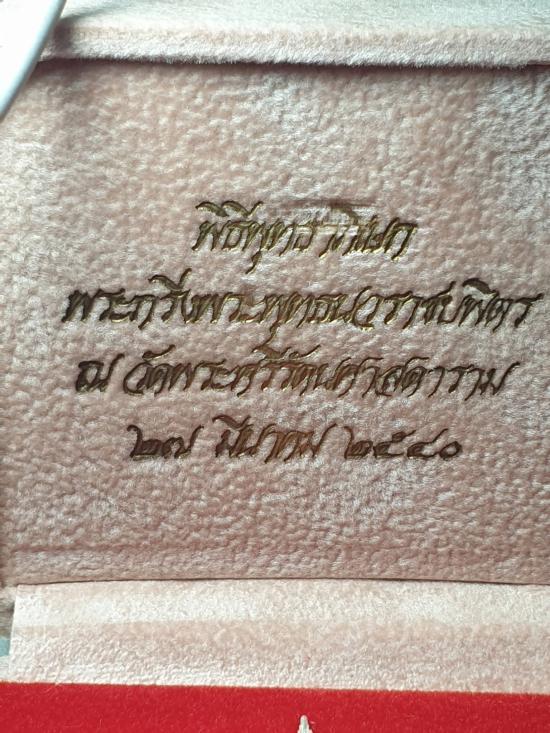 พิธีพุทธาภิเษก
พระกริ่งพระพุทธนวราชบพิตร
ณ วัดพระศรีรัตนศาสดาราม
๒๗ มีนาคม ๒๕๔๐